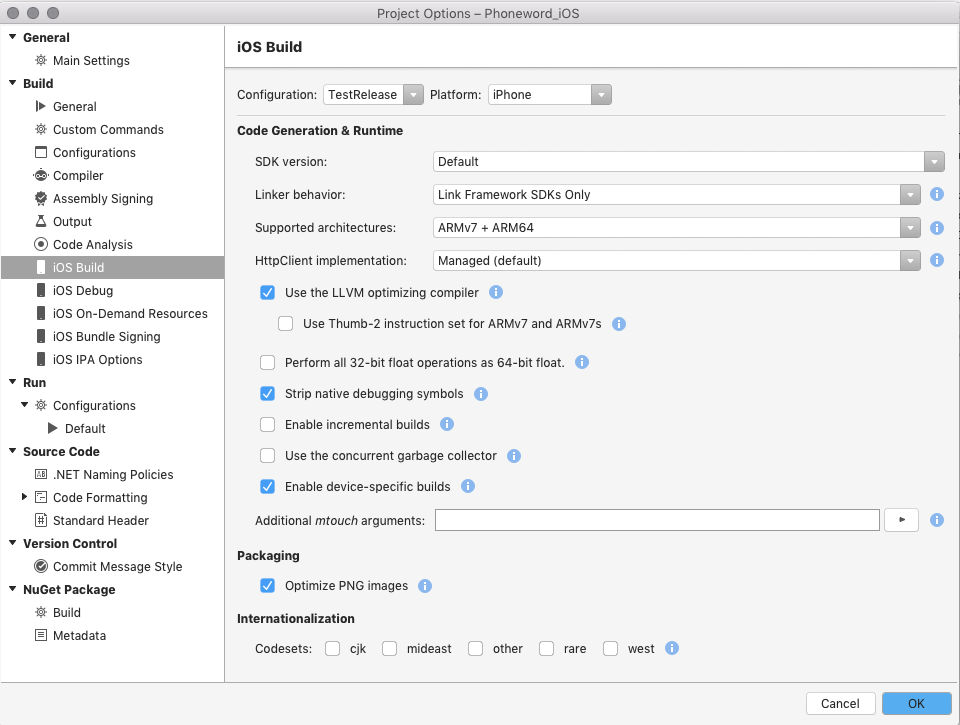 Project Options – Phoneword_iOS
General
Main Settings
Build
General
Custom Commands
Configurations
Compiler
Assembly Signing
Output
Code Analysis
iOS Build
iOS Debug
iOS On-Demand Resources
iOS Bundle Signing
iOS IPA Options
Run
Configurations
Default
Source Code
.NET Naming Policies
Code Formatting
Standard Header
Version Control
Commit Message Style
NuGet Package
Build
Metadata
iOS Build
Configuration: TestRelease Platform: iPhone
Code Generation & Runtime
SDK version: Default
Linker behavior: Link Framework SDKs Only
Supported architectures: ARMv7 + ARM64
HttpClient implementation: Managed (default)
Use the LLVM optimizing compiler
Use Thumb-2 instruction set for ARMv7 and ARMv7s
Perform all 32-bit float operations as 64-bit float.
Strip native debugging symbols
Enable incremental builds
Use the concurrent garbage collector
Enable device-specific builds
Additional mtouch arguments:
Packaging
Optimize PNG images
Internationalization
Codesets: cjk mideast other rare west
Cancel OK